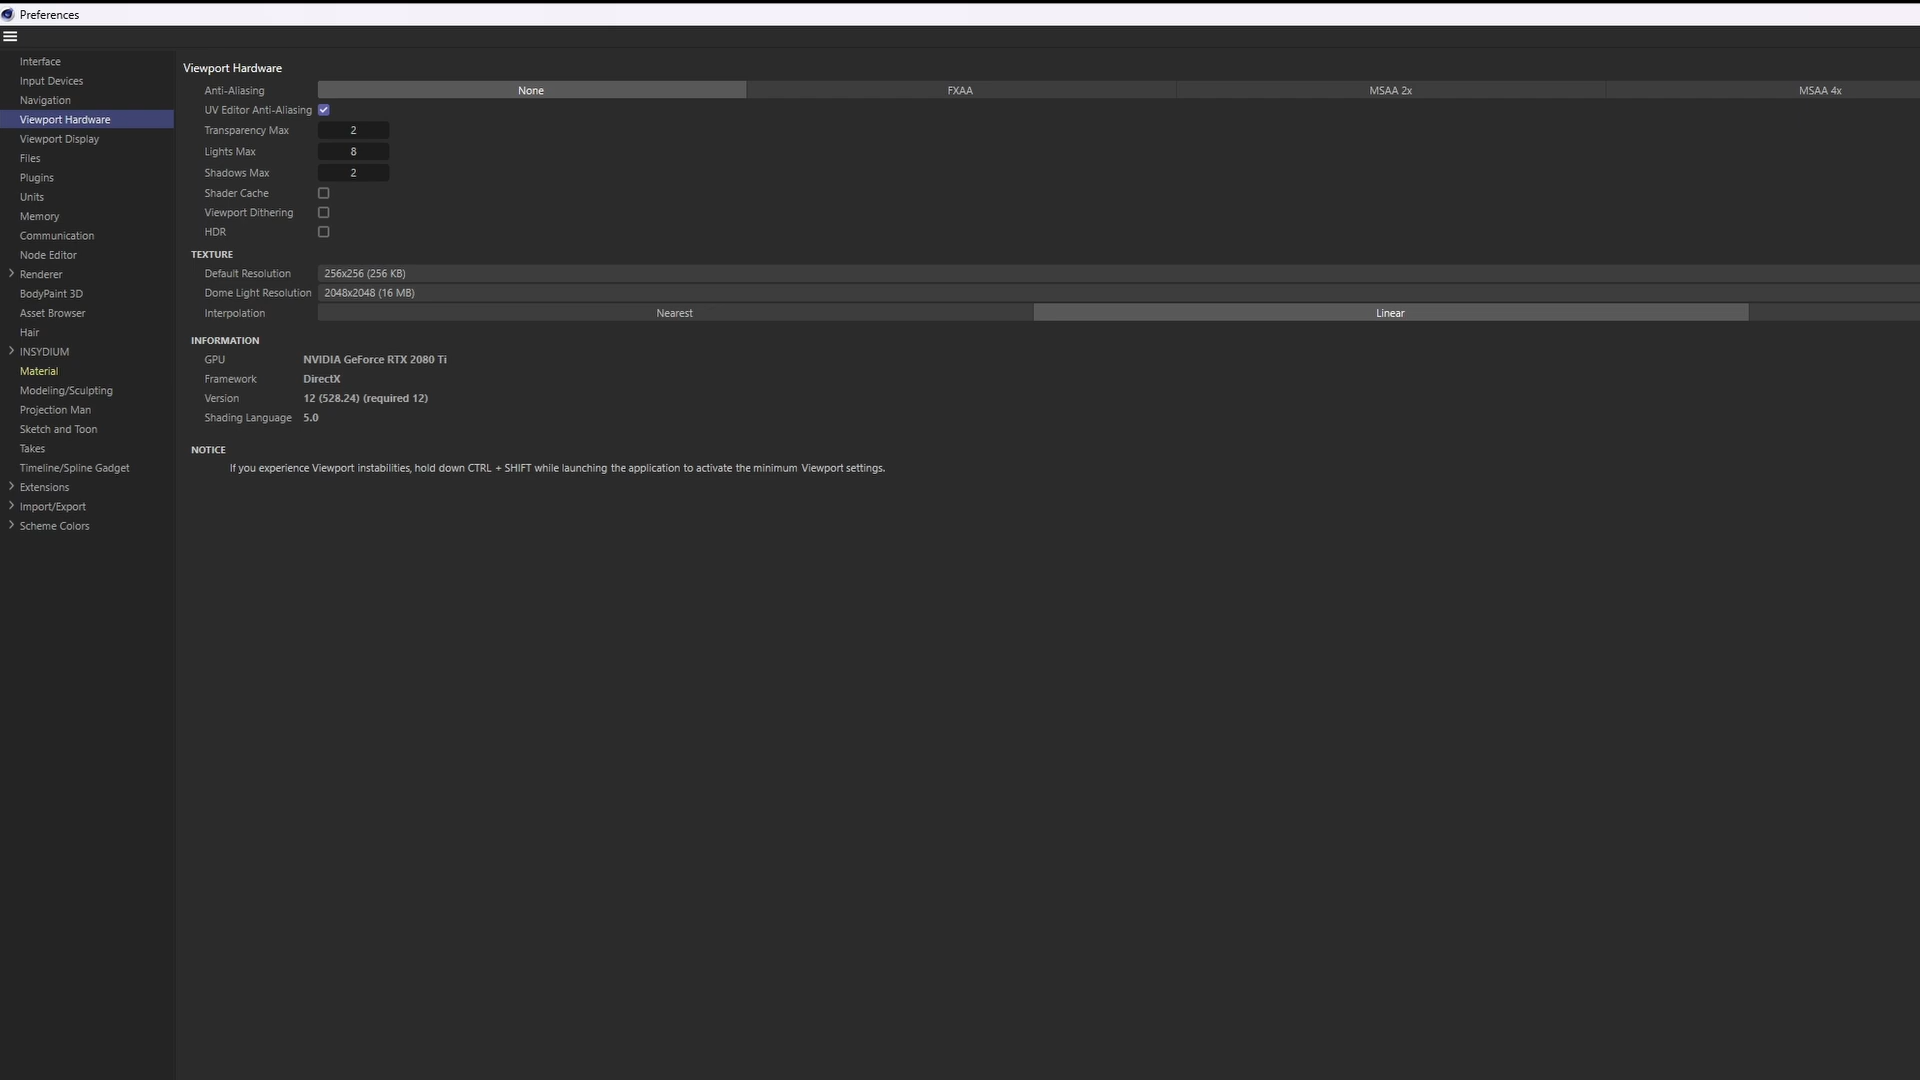 Preferences
Interface
Input Devices
Navigation
Viewport Hardware
Viewport Display
Files
Plugins
Units
Memory
Communication
Node Editor
Renderer
BodyPaint 3D
Asset Browser
Hair
INSYDIUM
Material
Modeling/Sculpting
Projection Man
Sketch and Toon
Takes
Timeline/Spline Gadget
Extensions
Import/Export
Scheme Colors
Viewport Hardware
Anti-Aliasing None FXAA MSAA 2x MSAA 4x
UV Editor Anti-Aliasing
Transparency Max 2
Lights Max 8
Shadows Max 2
Shader Cache
Viewport Dithering
HDR
TEXTURE
Default Resolution 256x256 (256 KB)
Dome Light Resolution 2048x2048 (16 MB)
Interpolation Nearest Linear
INFORMATION
GPU NVIDIA GeForce RTX 2080 Ti
Framework DirectX
Version 12 (528.24) (required 12)
Shading Language 5.0
NOTICE
If you experience Viewport instabilities, hold down CTRL + SHIFT while launching the application to activate the minimum Viewport settings.